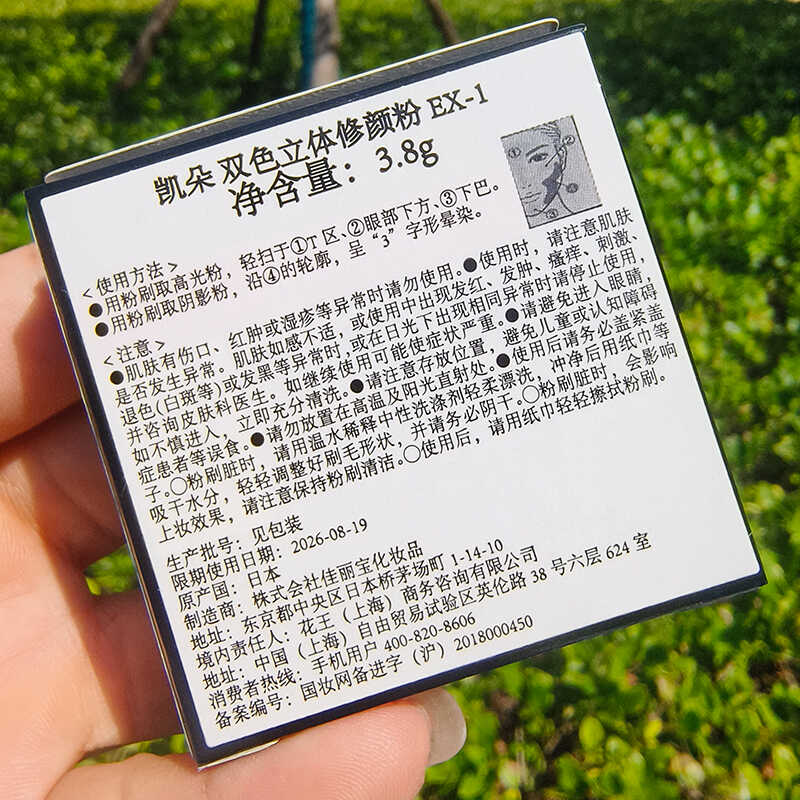 凯朵 双色立体修颜粉 EX-1
净含量：3.8g
① ② ③ ④
<使用方法>
●用粉刷取高光粉，轻扫于①T 区、②眼部下方、③下巴。
●用粉刷取阴影粉，沿④的轮廓，呈“3”字形晕染。
<注意>
●肌肤有伤口、红肿或湿疹等异常时请勿使用。●使用时，请注意肌肤
是否发生异常。肌肤如感不适，或使用中出现发红、发肿、瘙痒、刺激、
退色(白斑等)或发黑等异常时，或在日光下出现相同异常时请停止使用，
并咨询皮肤科医生。如继续使用可能使症状严重。●请避免进入眼睛，
如不慎进入，立即充分清洗。●请注意存放位置，避免儿童或认知障碍
症患者等误食。●请勿放置在高温及阳光直射处。●使用后请务必盖紧盖
子。○粉刷脏时，请用温水稀释中性洗涤剂轻柔漂洗，冲净后用纸巾等
吸干水分，轻轻调整好刷毛形状，并请务必阴干。○粉刷脏时，会影响
上妆效果，请注意保持粉刷清洁。○使用后，请用纸巾轻轻擦拭粉刷。
生产批号：见包装
限期使用日期：2026-08-19
原产国：日本
制造商：株式会社佳丽宝化妆品
地址：东京都中央区日本桥茅场町 1-14-10
境内责任人：花王（上海）商务咨询有限公司
地址：中国（上海）自由贸易试验区英伦路 38 号六层 624 室
消费者热线：手机用户 400-820-8606
备案编号：国妆网备进字（沪）2018000450